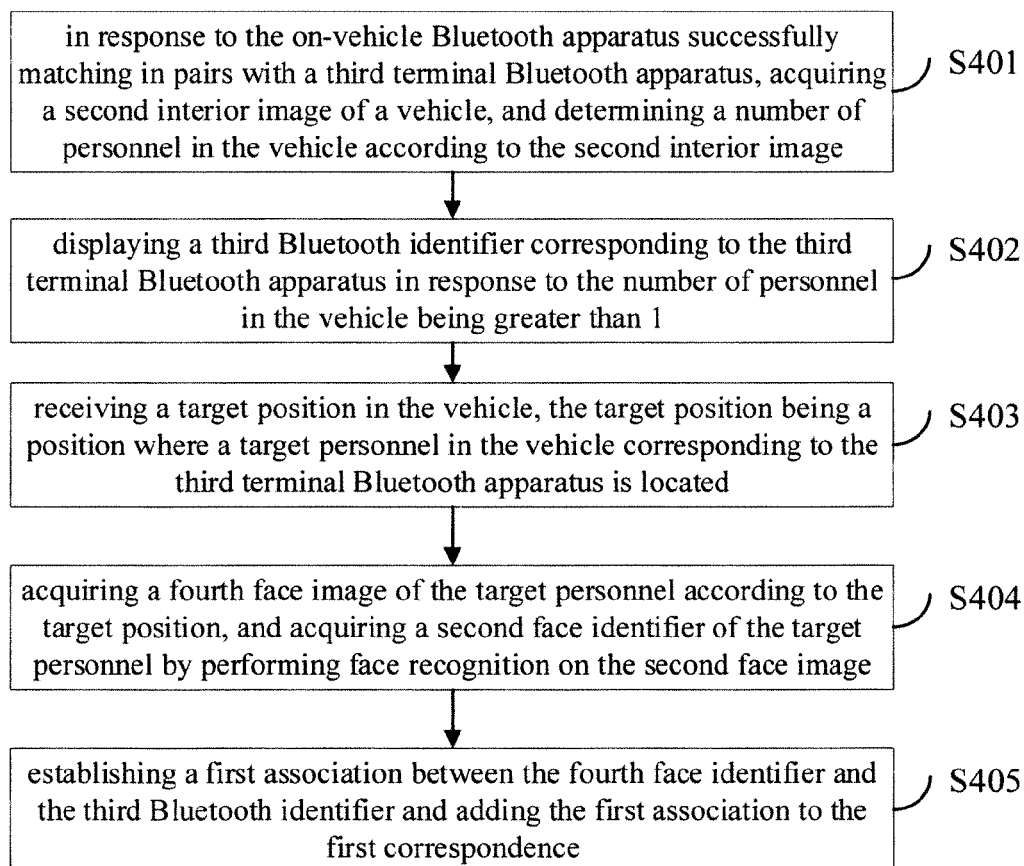 in response to the on-vehicle Bluetooth apparatus successfully
matching in pairs with a third terminal Bluetooth apparatus, acquiring
a second interior image of a vehicle, and determining a number of
personnel in the vehicle according to the second interior image
S401
displaying a third Bluetooth identifier corresponding to the third
terminal Bluetooth apparatus in response to the number of personnel
in the vehicle being greater than 1
S402
receiving a target position in the vehicle, the target position being a
position where a target personnel in the vehicle corresponding to the
third terminal Bluetooth apparatus is located
S403
acquiring a fourth face image of the target personnel according to the
target position, and acquiring a second face identifier of the target
personnel by performing face recognition on the second face image
S404
establishing a first association between the fourth face identifier and
the third Bluetooth identifier and adding the first association to the
first correspondence
S405